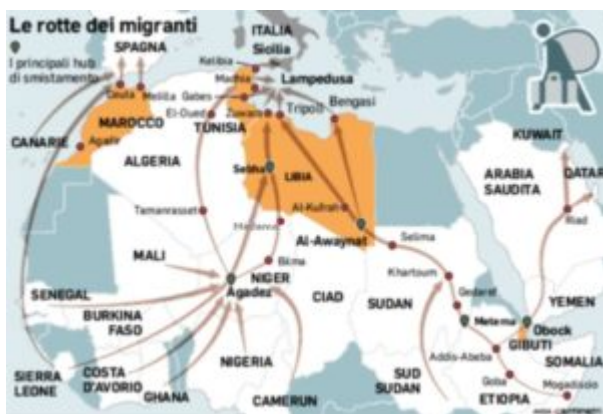 Le rotte dei migranti
I principali hub
di smistamento
SPAGNA
ITALIA
Sicilia
Kelibia
Madhia
Lampedusa
Ceuta
Melilla
Gabes
Zuwara
Tripoli
Bengasi
El-Oued
TUNISIA
MAROCCO
CANARIE
Agadir
ALGERIA
Sebha
LIBIA
KUWAIT
ARABIA
SAUDITA
QATAR
Tamanrasset
Al-Kufrah
Madama
Al-Awaynat
Selima
Riad
MALI
Bilma
NIGER
Agadez
Khartoum
Gedaref
SENEGAL
BURKINA
FASO
CIAD
SUDAN
Metema
Obock
YEMEN
GIBUTI
Addis-Abeba
SOMALIA
SIERRA
LEONE
COSTA
D'AVORIO
GHANA
NIGERIA
CAMERUN
SUD
SUDAN
Goba
Mogadiscio
ETIOPIA